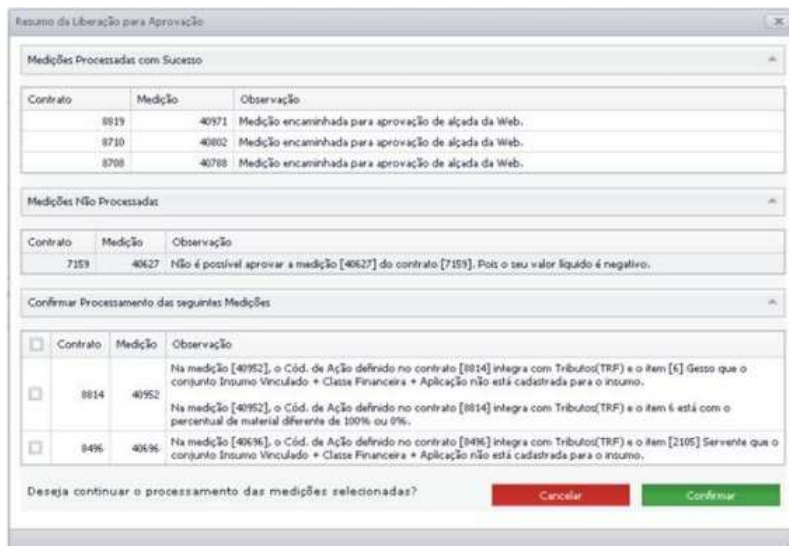 Resumo da Liberação para Aprovação
Medições Processadas com Sucesso
Contrato Medição Observação
8819 40971 Medição encaminhada para aprovação de alçada da Web.
8710 40802 Medição encaminhada para aprovação de alçada da Web.
8708 40788 Medição encaminhada para aprovação de alçada da Web.
Medições Não Processadas
Contrato Medição Observação
7159 40627 Não é possível aprovar a medição [40627] do contrato [7159]. Pois o seu valor líquido é negativo.
Confirmar Processamento das seguintes Medições
Contrato Medição Observação
8814 40952 Na medição [40952], o Cód. de Ação definido no contrato [8814] integra com Tributos(TRF) e o item [6] Gesso que o
conjunto Insumo Vinculado + Classe Financeira + Aplicação não está cadastrada para o insumo.
Na medição [40952], o Cód. de Ação definido no contrato [8814] integra com Tributos(TRF) e o item 6 está com o
percentual de material diferente de 100% ou 0%.
8496 40696 Na medição [40696], o Cód. de Ação definido no contrato [8496] integra com Tributos(TRF) e o item [2105] Servente que o
conjunto Insumo Vinculado + Classe Financeira + Aplicação não está cadastrada para o insumo.
Deseja continuar o processamento das medições selecionadas?
Cancelar
Confirmar